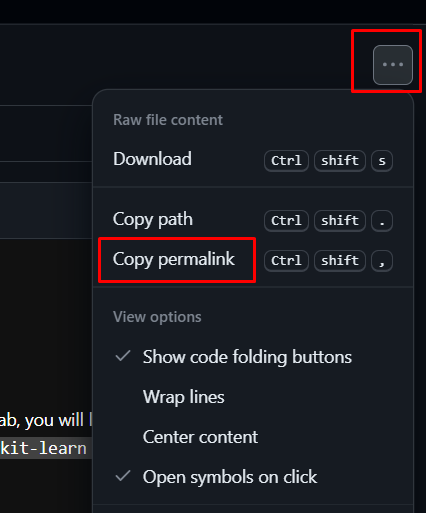 ...
Raw file content
Download Ctrl shift s
Copy path Ctrl shift .
Copy permalink Ctrl shift ,
View options
Show code folding buttons
Wrap lines
ab, you will
Center content
kit-learn
Open symbols on click